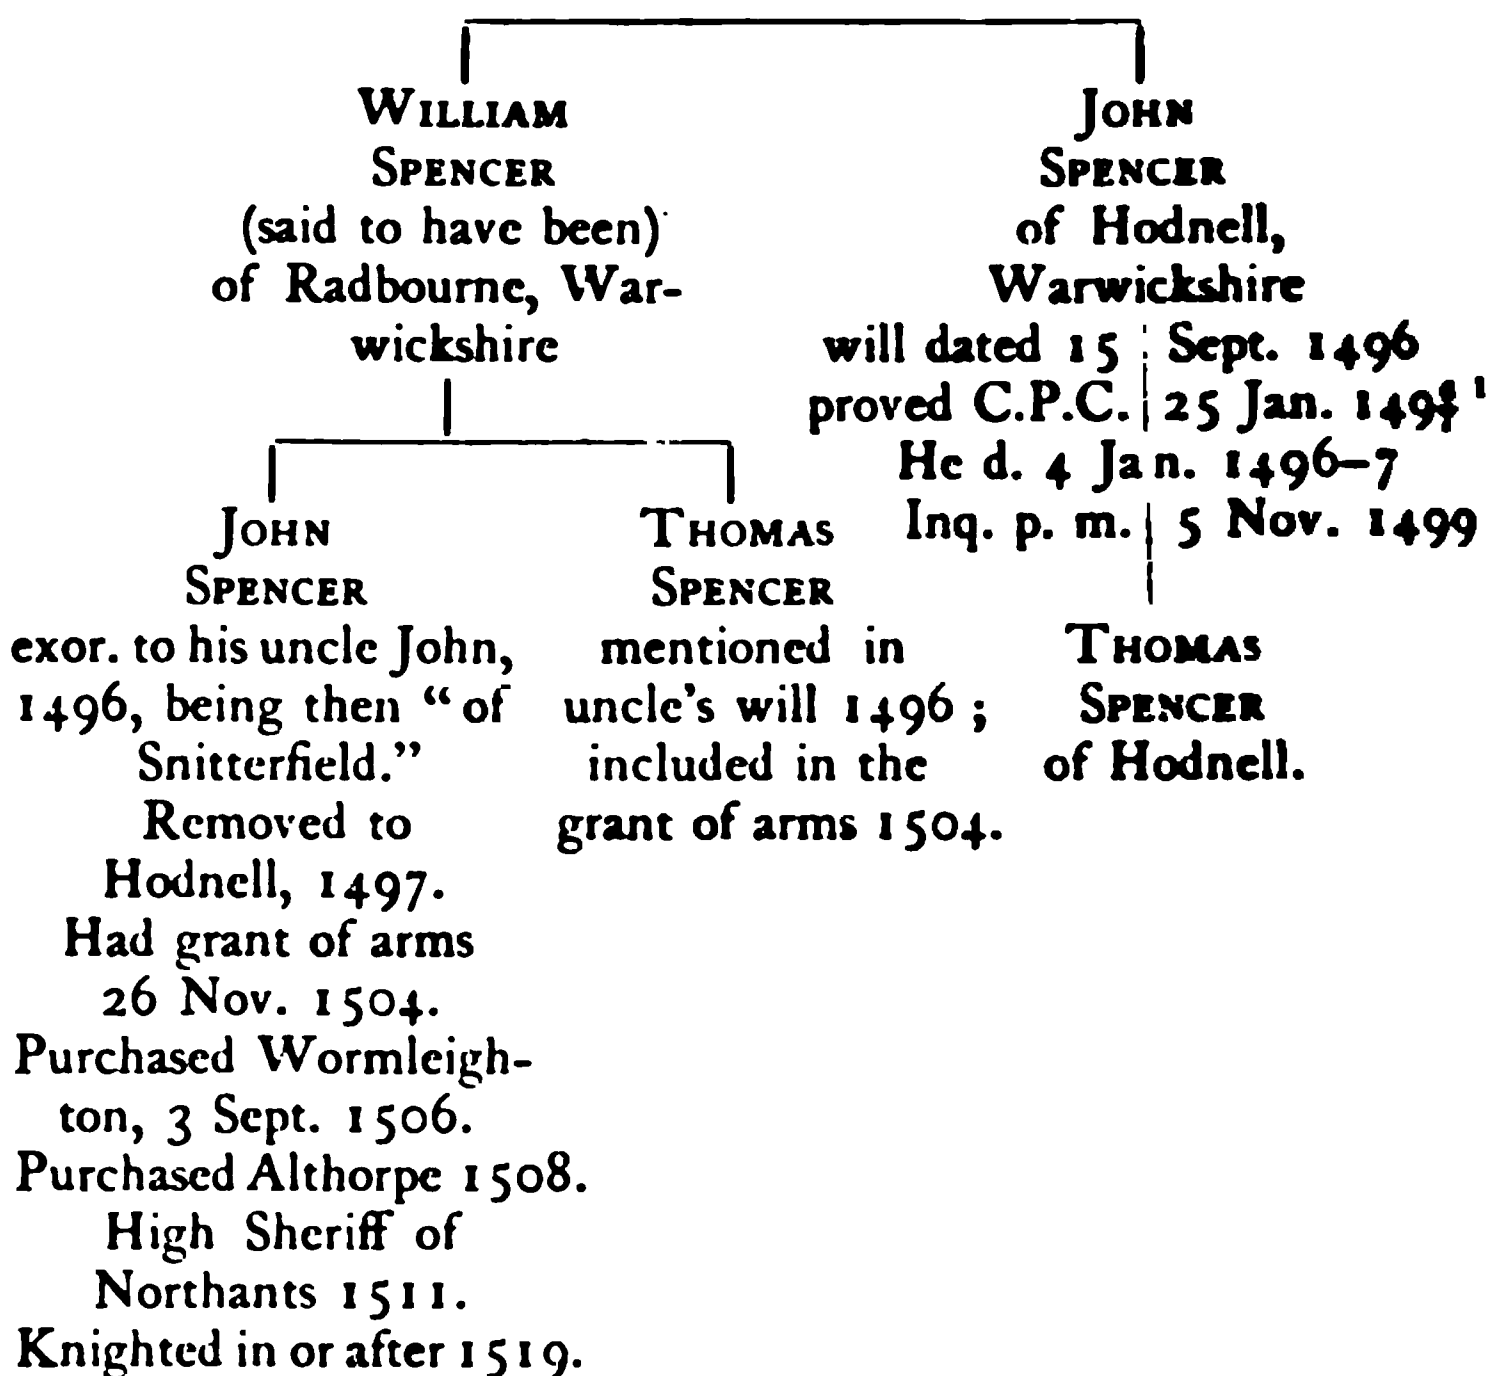 WILLIAM
SPENCER
(said to have been)
of Radbourne, War-
wickshire
JOHN
SPENCER
of Hodnell,
Warwickshire
will dated 15 Sept. 1496
proved C.P.C. 25 Jan. 149⁶⁄₇ ¹
He d. 4 Jan. 1496–7
Inq. p. m. 5 Nov. 1499
JOHN
SPENCER
exor. to his uncle John,
1496, being then “of
Snitterfield.”
Removed to
Hodnell, 1497.
Had grant of arms
26 Nov. 1504.
Purchased Wormleigh-
ton, 3 Sept. 1506.
Purchased Althorpe 1508.
High Sheriff of
Northants 1511.
Knighted in or after 1519.
THOMAS
SPENCER
mentioned in
uncle's will 1496 ;
included in the
grant of arms 1504.
THOMAS
SPENCER
of Hodnell.